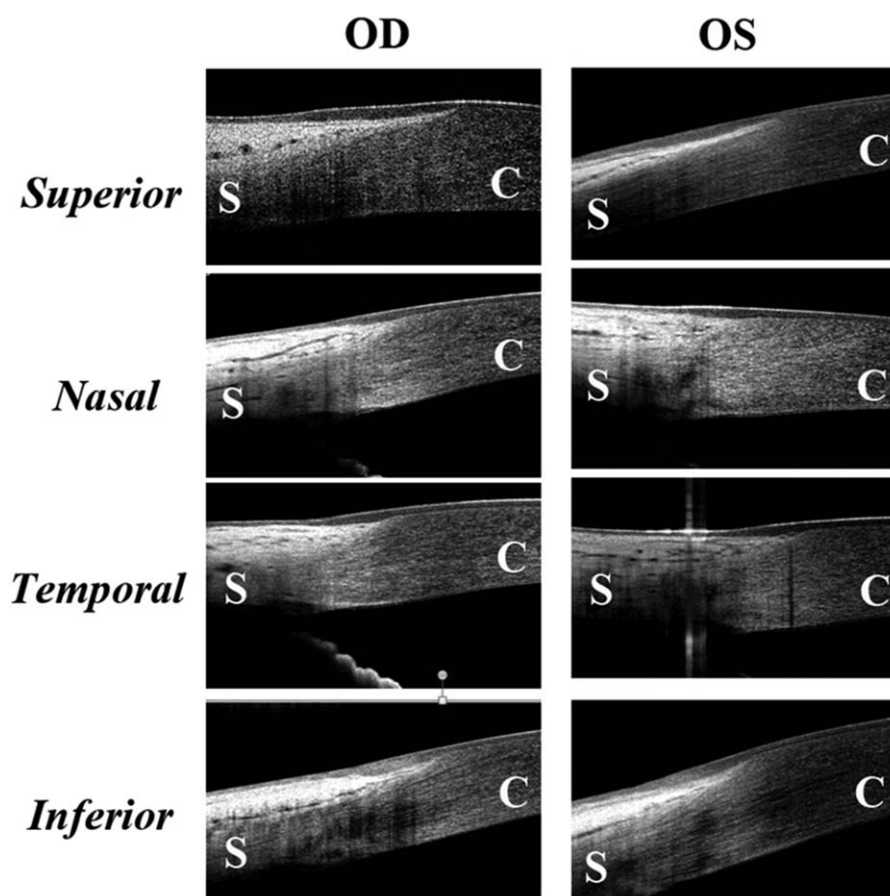 OD OS
Superior S C S C
Nasal S C S C
Temporal S C S C
Inferior S C S C